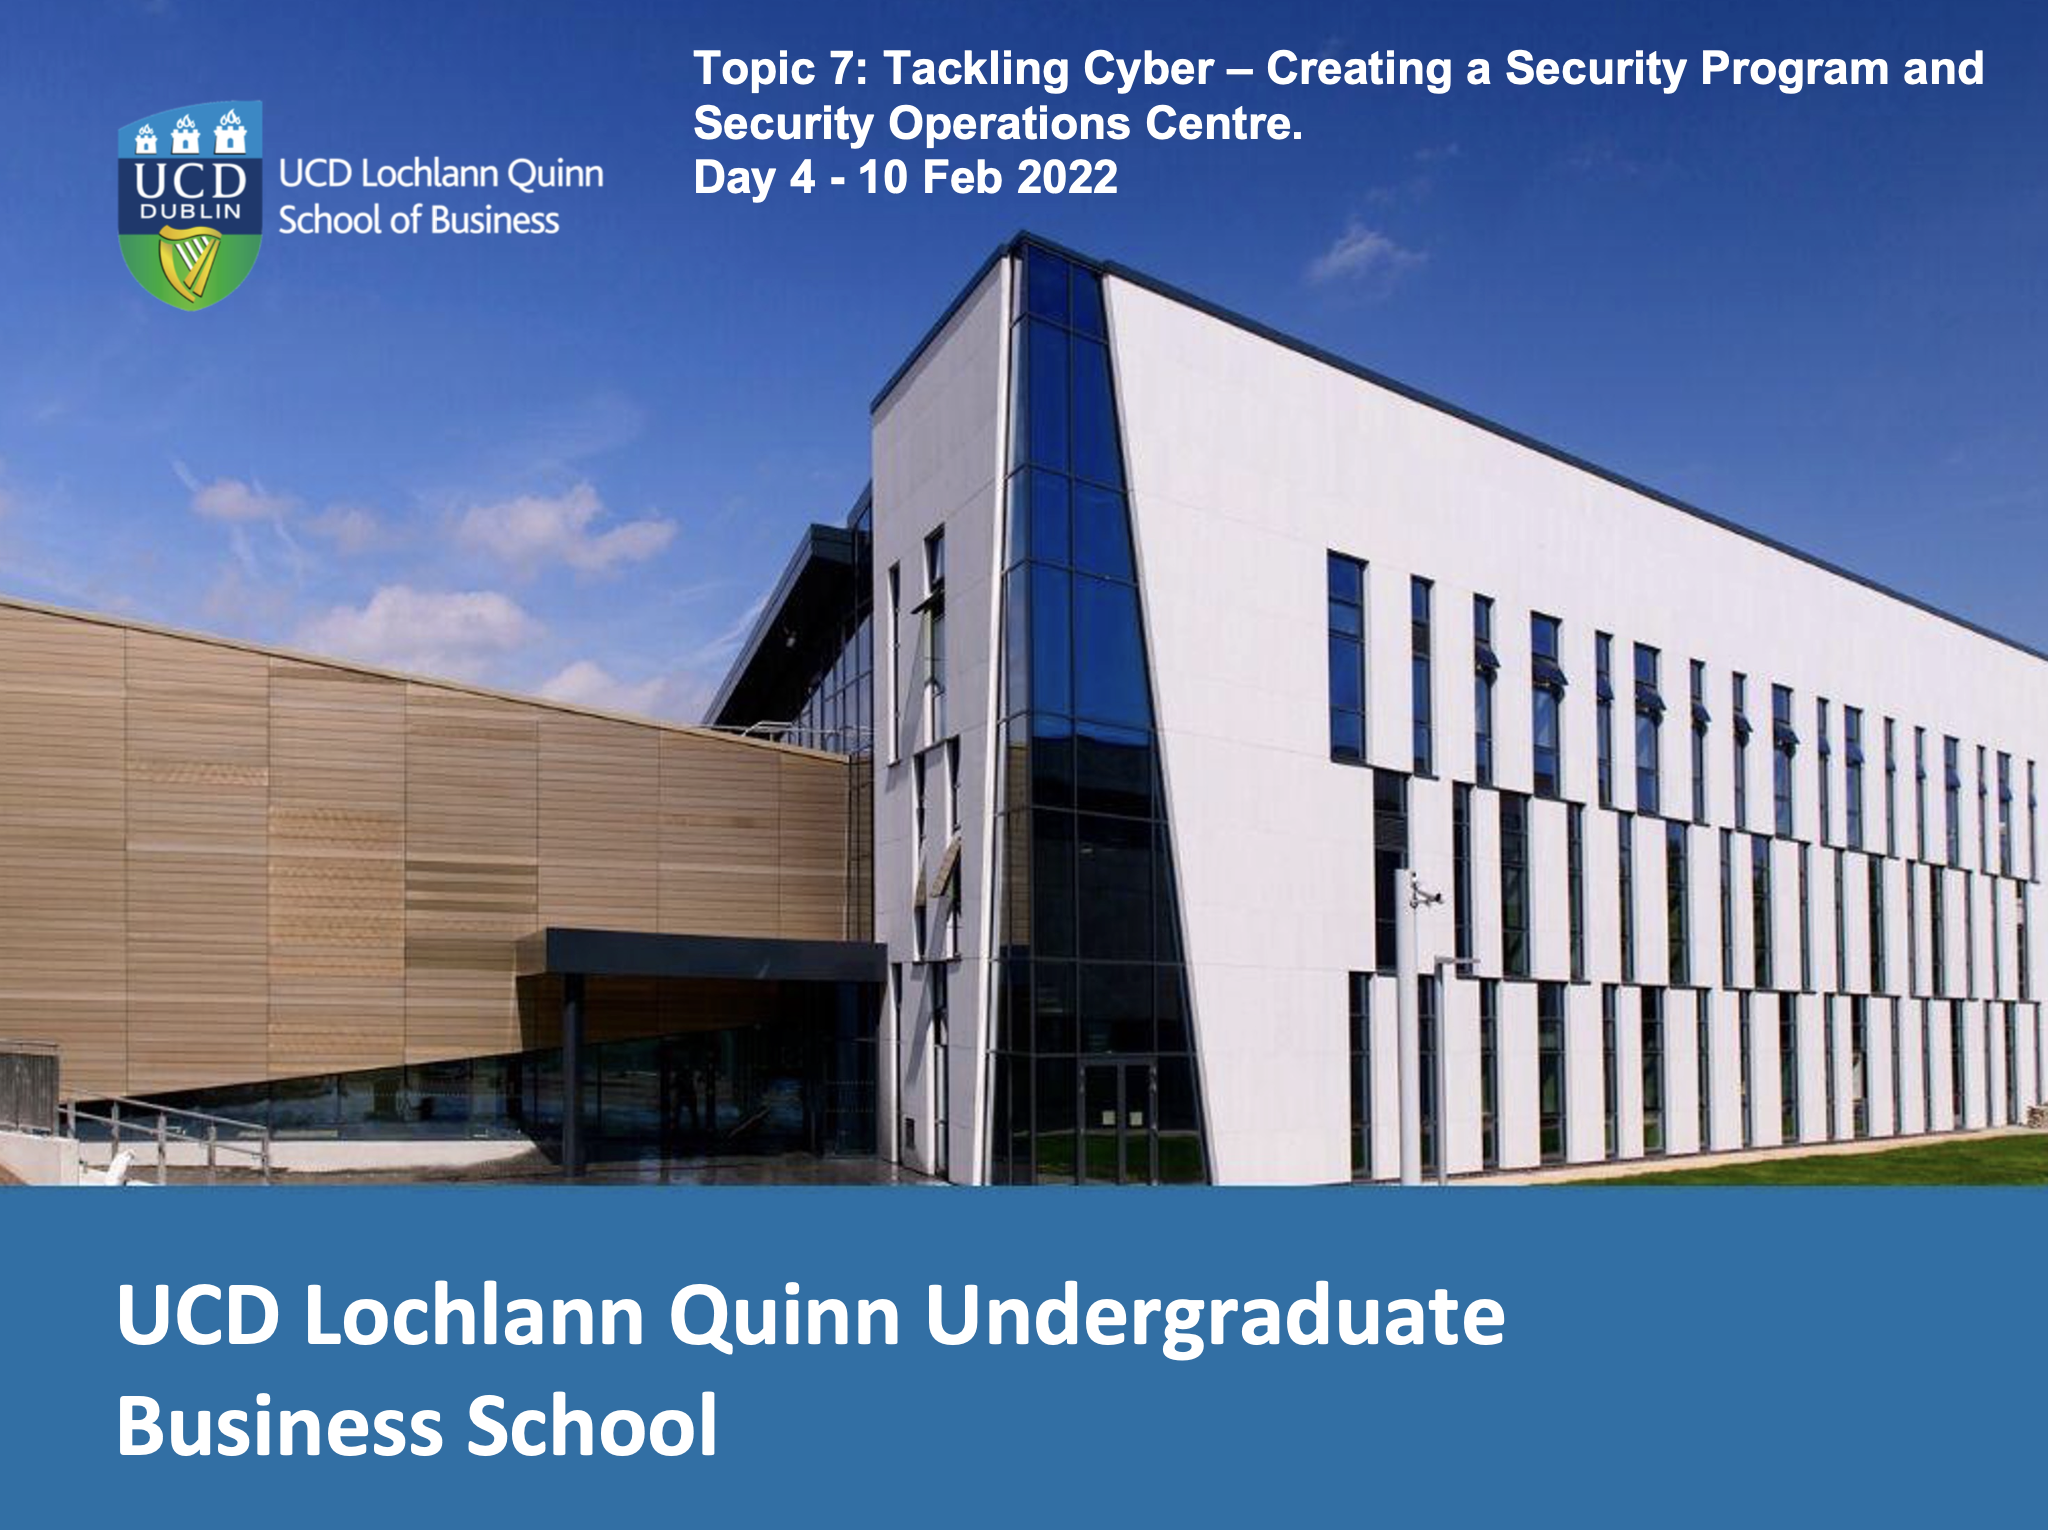 Topic 7: Tackling Cyber – Creating a Security Program and
Security Operations Centre.
Day 4 - 10 Feb 2022
UCD
DUBLIN
UCD Lochlann Quinn
School of Business
UCD Lochlann Quinn Undergraduate
Business School